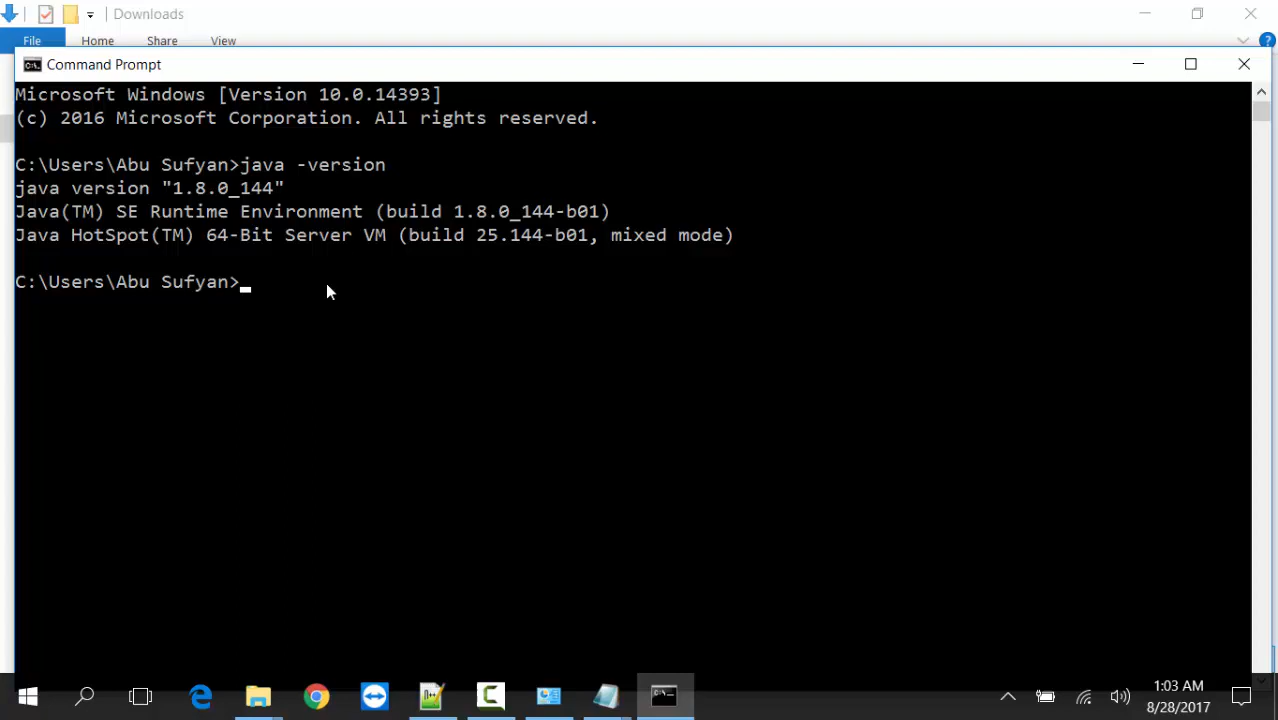 Downloads
File Home Share View
Command Prompt
Microsoft Windows [Version 10.0.14393]
(c) 2016 Microsoft Corporation. All rights reserved.
C:\Users\Abu Sufyan>java -version
java version "1.8.0_144"
Java(TM) SE Runtime Environment (build 1.8.0_144-b01)
Java HotSpot(TM) 64-Bit Server VM (build 25.144-b01, mixed mode)
C:\Users\Abu Sufyan>
1:03 AM
8/28/2017